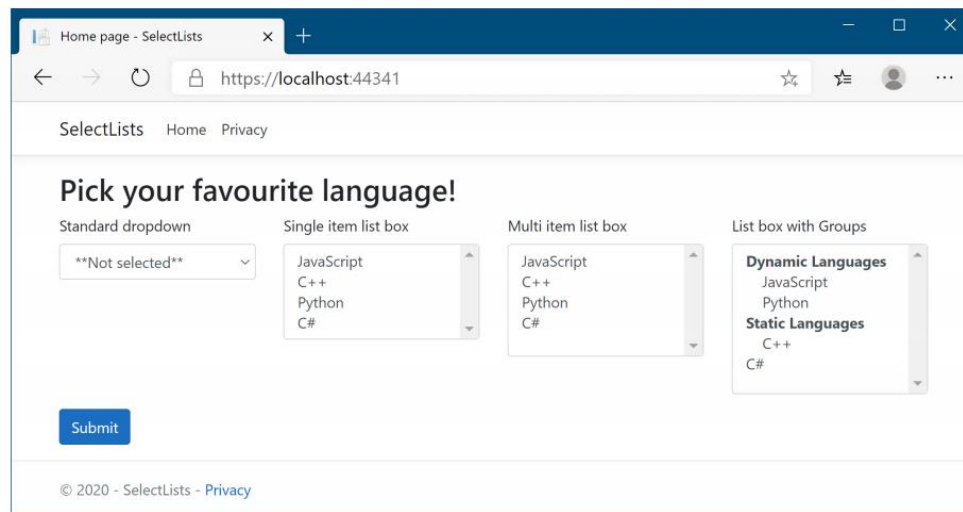 Home page - SelectLists
https://localhost:44341
SelectLists Home Privacy
Pick your favourite language!
Standard dropdown
**Not selected**
Single item list box
JavaScript
C++
Python
C#
Multi item list box
JavaScript
C++
Python
C#
List box with Groups
Dynamic Languages
JavaScript
Python
Static Languages
C++
C#
Submit
© 2020 - SelectLists - Privacy